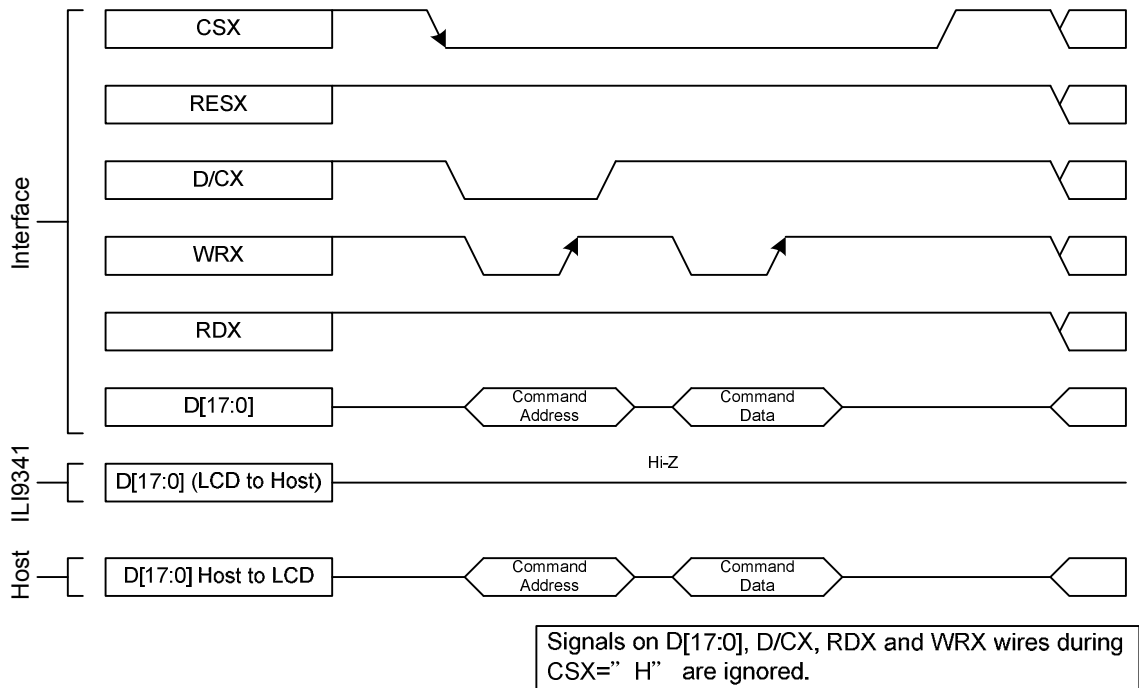 CSX
RESX
D/CX
WRX
RDX
D[17:0]
Command
Address
Command
Data
Interface
D[17:0] (LCD to Host)
Hi-Z
ILI9341
D[17:0] Host to LCD
Command
Address
Command
Data
Host
Signals on D[17:0], D/CX, RDX and WRX wires during
CSX=” H” are ignored.